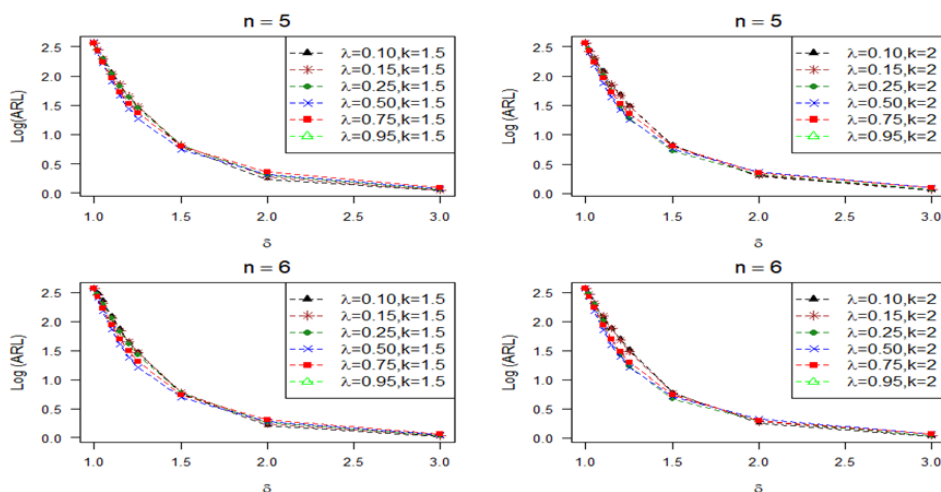 n = 5
Log(ARL)
2.5
2.0
1.5
1.0
0.5
0.0
λ=0.10,k=1.5
λ=0.15,k=1.5
λ=0.25,k=1.5
λ=0.50,k=1.5
λ=0.75,k=1.5
λ=0.95,k=1.5
1.0 1.5 2.0 2.5 3.0
δ
n = 5
Log (ARL)
2.5
2.0
1.5
1.0
0.5
0.0
λ=0.10,k=2
λ=0.15,k=2
λ=0.25,k=2
λ=0.50,k=2
λ=0.75,k=2
λ=0.95,k=2
1.0 1.5 2.0 2.5 3.0
δ
n = 6
Log (ARL)
2.5
2.0
1.5
1.0
0.5
0.0
λ=0.10,k=1.5
λ=0.15,k=1.5
λ=0.25,k=1.5
λ=0.50,k=1.5
λ=0.75,k=1.5
λ=0.95,k=1.5
1.0 1.5 2.0 2.5 3.0
δ
n = 6
Log (ARL)
2.5
2.0
1.5
1.0
0.5
0.0
λ=0.10,k=2
λ=0.15,k=2
λ=0.25,k=2
λ=0.50,k=2
λ=0.75,k=2
λ=0.95,k=2
1.0 1.5 2.0 2.5 3.0
δ